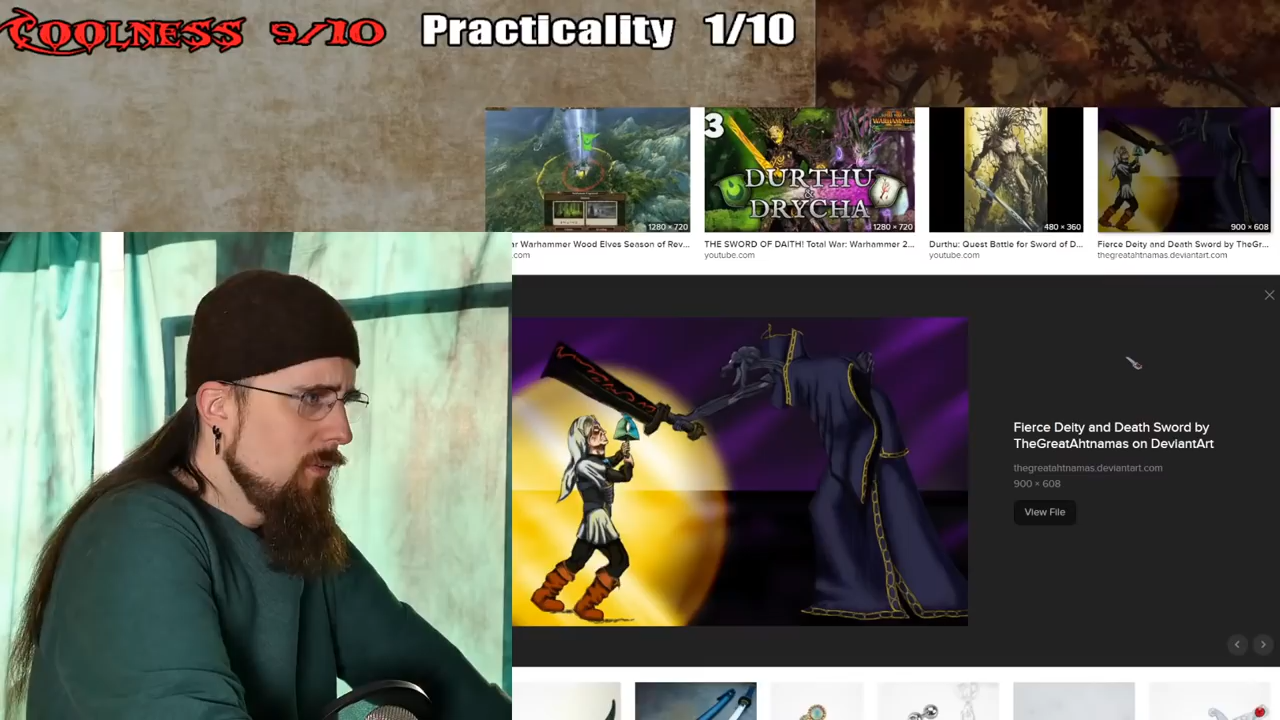 COOLNESS 9/10 Practicality 1/10
3
WARHAMMER
DURTHU
&
DRYCHA
1280 × 720
1280 × 720
480 × 360
900 × 608
ar Warhammer Wood Elves Season of Rev...
.com
THE SWORD OF DAITH! Total War: Warhammer 2...
youtube.com
Durthu: Quest Battle for Sword of D...
youtube.com
Fierce Deity and Death Sword by TheGr...
thegreatahtnamas.deviantart.com
Fierce Deity and Death Sword by
TheGreatAhtnamas on DeviantArt
thegreatahtnamas.deviantart.com
900 × 608
View File